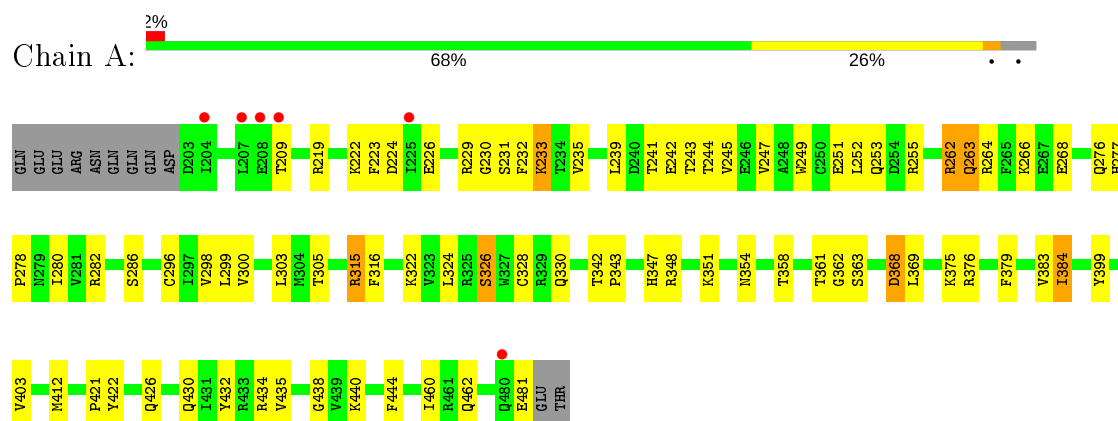 2%
Chain A:
68% 26% • •
GLN GLU GLU ARG ASN GLN GLN GLN ASP D203 I204 L207 E208 T209 R219 K222 F223 D224 I225 E226 R229 G230 S231 F232 K233 T234 V235 L239 D240 T241 E242 T243 T244 V245 E246 V247 A248 W249 C250 E251 L252 Q253 D254 R255 R262 Q263 R264 F265 K266 E267 E268 Q276 H277
P278 N279 I280 V281 R282 S286 C296 I297 V298 L299 V300 L303 M304 T305 R315 F316 K322 V323 L324 R325 S326 W327 C328 R329 Q330 T342 P343 H347 R348 K351 N354 T358 T361 G362 S363 D368 L369 K375 R376 F379 V383 I384 Y399
V403 M412 P421 Y422 Q426 Q430 I431 Y432 R433 R434 V435 G438 V439 K440 F444 I460 R461 Q462 Q480 E481 GLU THR